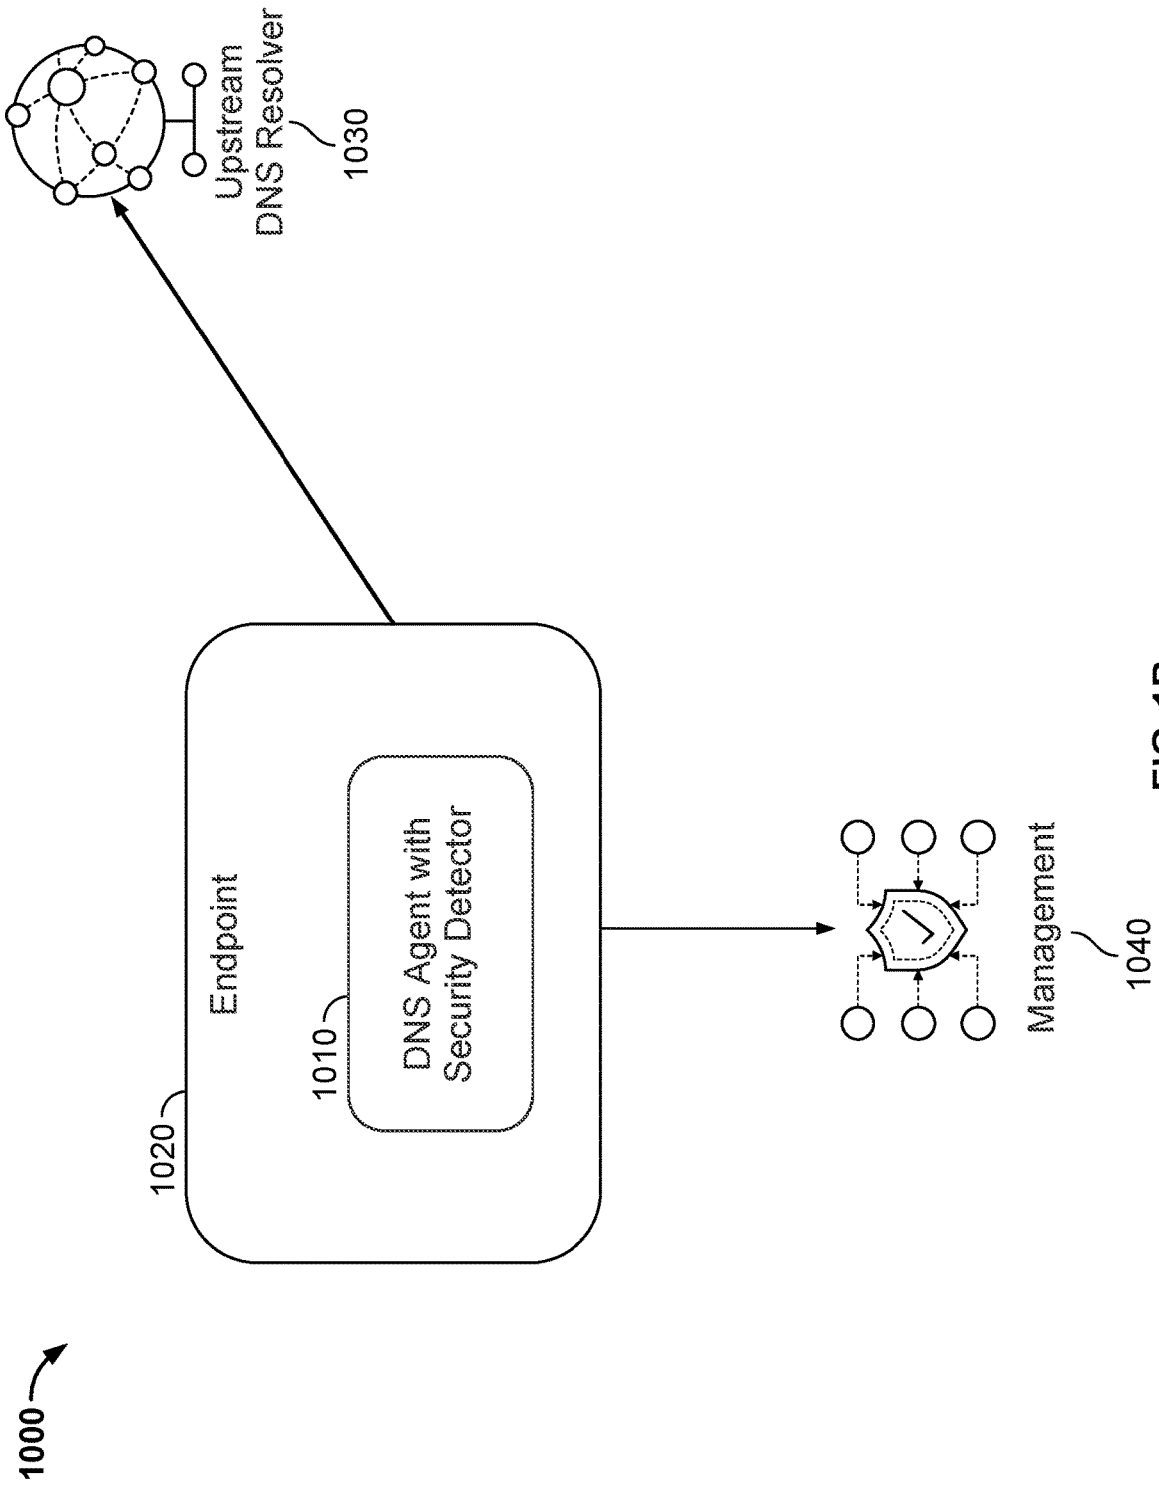 1000
1020
Endpoint
1010
DNS Agent with
Security Detector
Upstream
DNS Resolver
1030
Management
1040